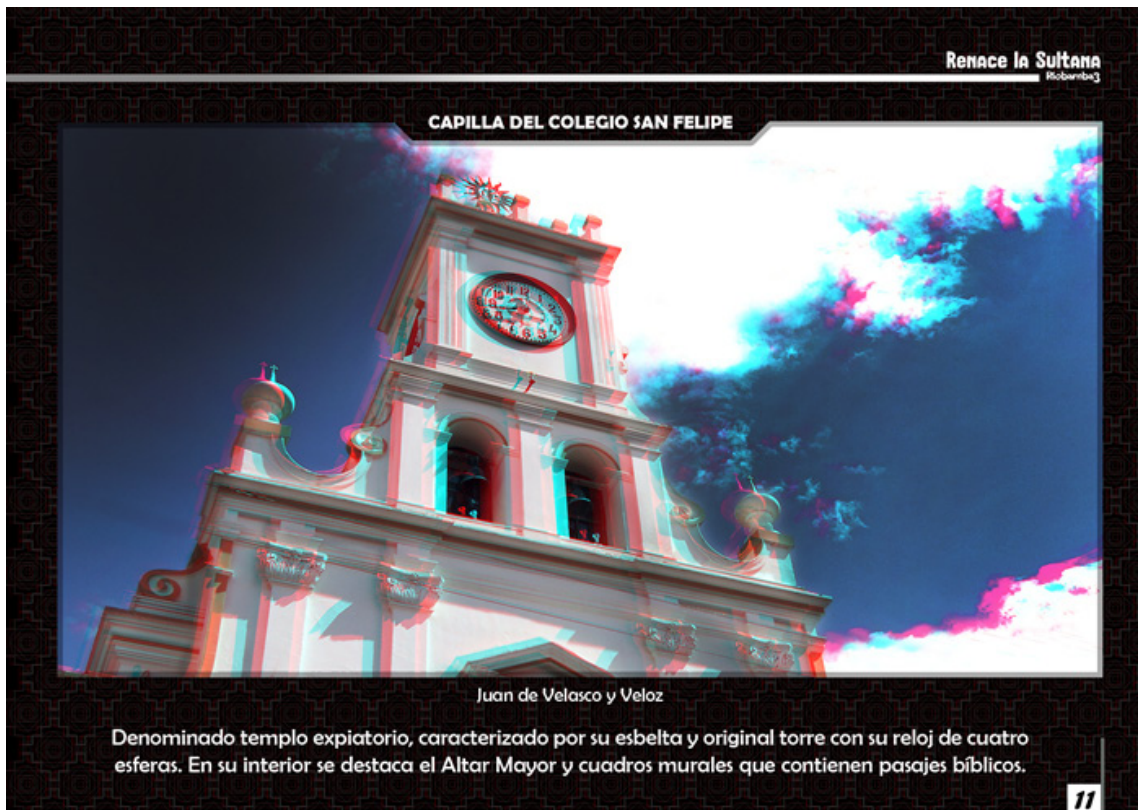 Renace la Sultana
Riobamba3
CAPILLA DEL COLEGIO SAN FELIPE
Juan de Velasco y Veloz
Denominado templo expiatorio, caracterizado por su esbelta y original torre con su reloj de cuatro
esferas. En su interior se destaca el Altar Mayor y cuadros murales que contienen pasajes bíblicos.
11